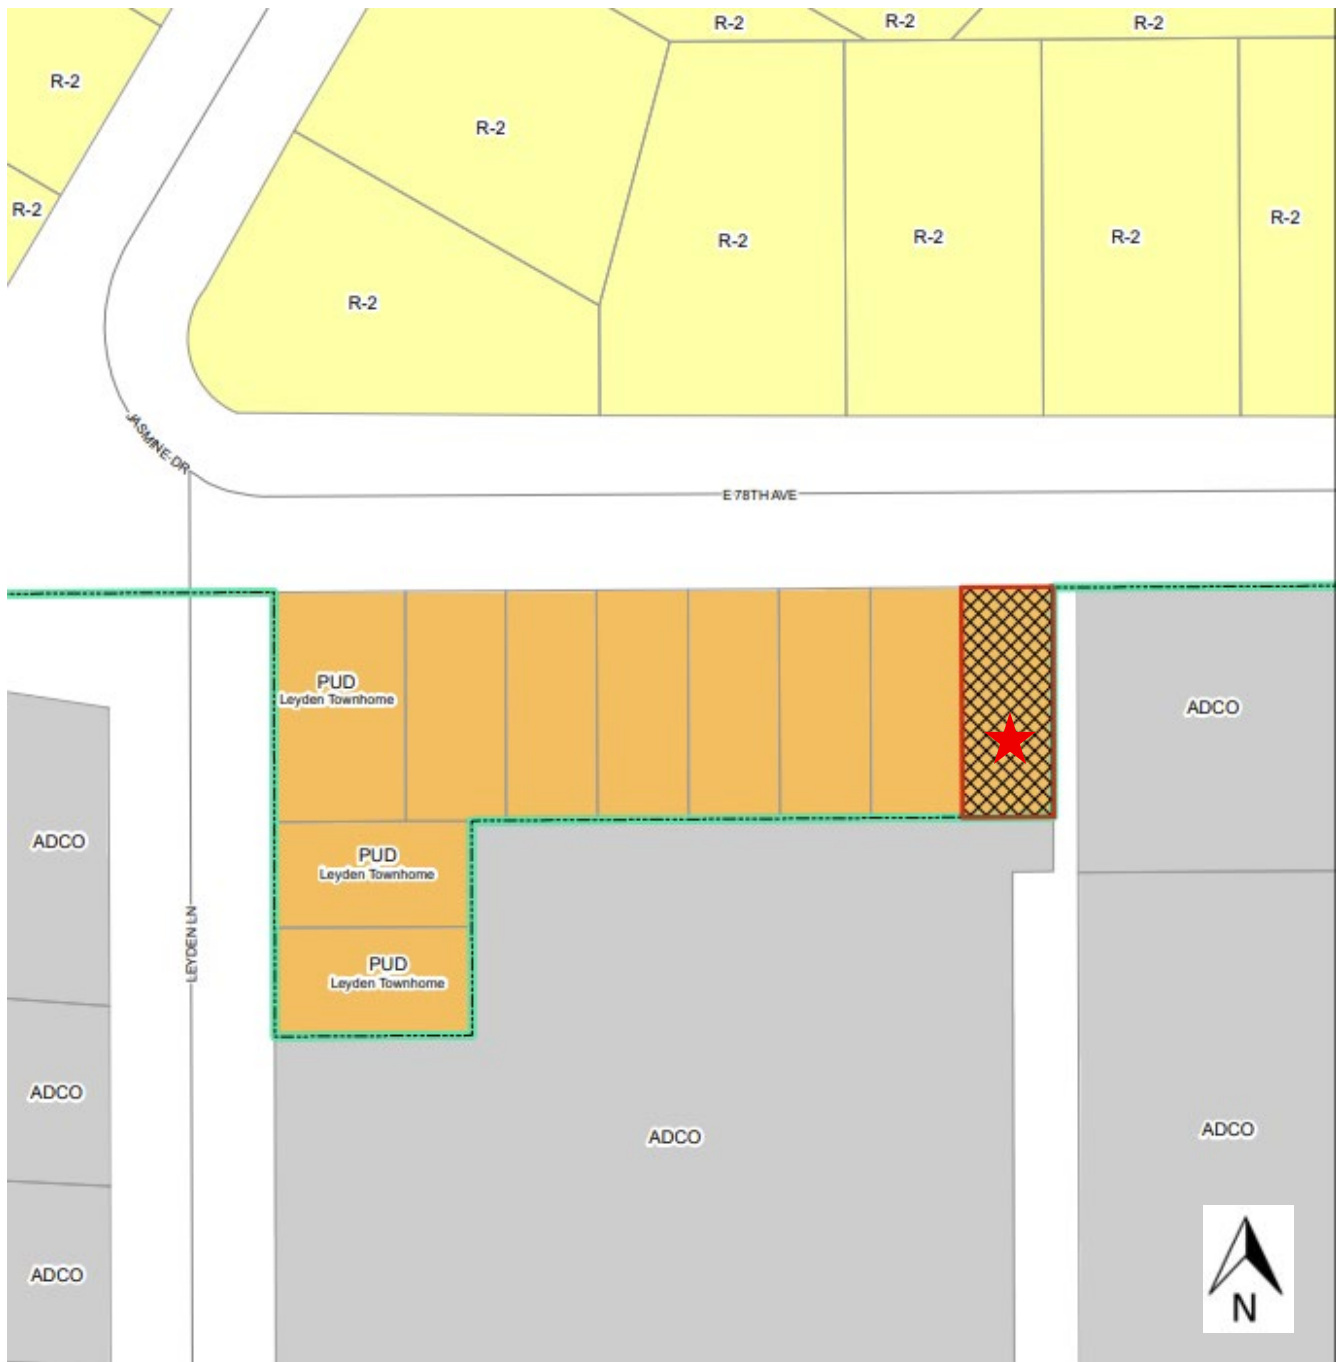 R-2
R-2
R-2
R-2
R-2
R-2
R-2
R-2
R-2
R-2
R-2
JASMINE DR
E 78TH AVE
PUD
Leyden Townhome
ADCO
ADCO
PUD
Leyden Townhome
LEYDEN LN
PUD
Leyden Townhome
ADCO
ADCO
ADCO
ADCO
N